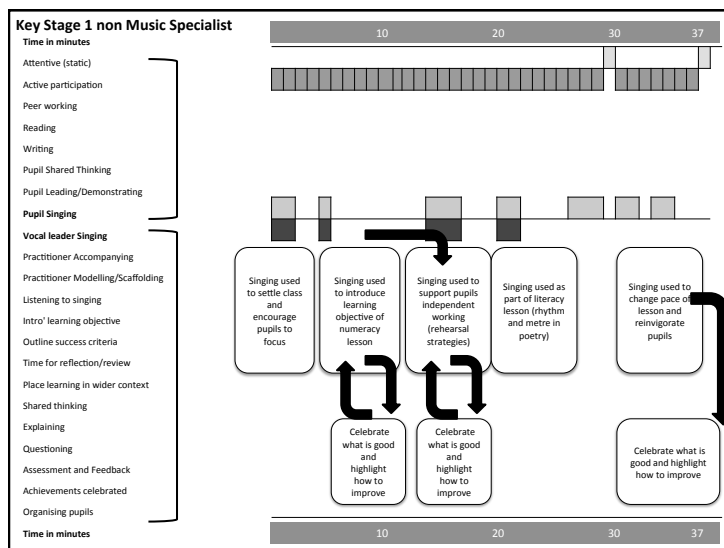 Key Stage 1 non Music Specialist
Time in minutes
10 20 30 37
Attentive (static)
Active participation
Peer working
Reading
Writing
Pupil Shared Thinking
Pupil Leading/Demonstrating
Pupil Singing
Vocal leader Singing
Practitioner Accompanying
Practitioner Modelling/Scaffolding
Listening to singing
Intro' learning objective
Outline success criteria
Time for reflection/review
Place learning in wider context
Shared thinking
Explaining
Questioning
Assessment and Feedback
Achievements celebrated
Organising pupils
Time in minutes
Singing used
to settle class
and
encourage
pupils to
focus
Singing used
to introduce
learning
objective of
numeracy
lesson
Singing used to
support pupils
independent
working
(rehearsal
strategies)
Singing used as
part of literacy
lesson (rhythm
and metre in
poetry)
Singing used to
change pace of
lesson and
reinvigorate
pupils
Celebrate
what is good
and
highlight
how to
improve
Celebrate
what is good
and
highlight
how to
improve
Celebrate what is
good and highlight
how to improve
10 20 30 37